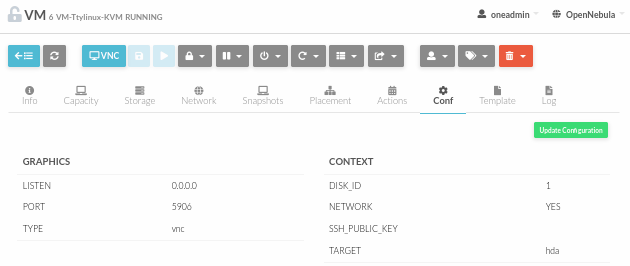 VM 6 VM-Ttylinux-KVM RUNNING
oneadmin OpenNebula
VNC
Info Capacity Storage Network Snapshots Placement Actions Conf Template Log
Update Configuration
GRAPHICS
LISTEN 0.0.0.0
PORT 5906
TYPE vnc
CONTEXT
DISK_ID 1
NETWORK YES
SSH_PUBLIC_KEY
TARGET hda